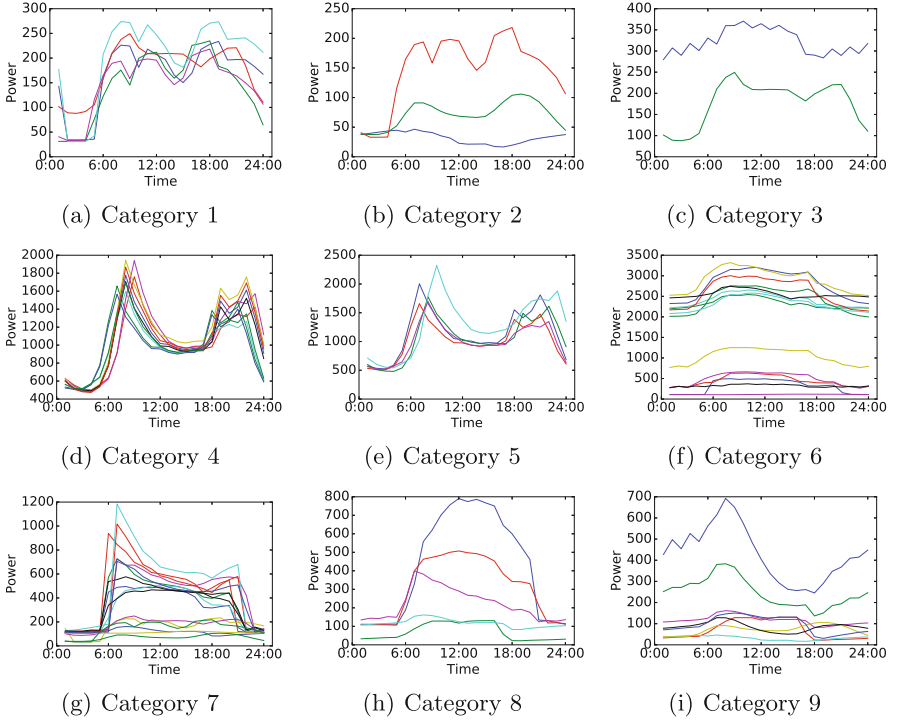 300
250
200
150
100
50
0
Power
0:00 6:00 12:00 18:00 24:00
Time
(a) Category 1
250
200
150
100
50
0
Power
0:00 6:00 12:00 18:00 24:00
Time
(b) Category 2
400
350
300
250
200
150
100
50
Power
0:00 6:00 12:00 18:00 24:00
Time
(c) Category 3
2000
1800
1600
1400
1200
1000
800
600
400
Power
0:00 6:00 12:00 18:00 24:00
Time
(d) Category 4
2500
2000
1500
1000
500
0
Power
0:00 6:00 12:00 18:00 24:00
Time
(e) Category 5
3500
3000
2500
2000
1500
1000
500
0
Power
0:00 6:00 12:00 18:00 24:00
Time
(f) Category 6
1200
1000
800
600
400
200
0
Power
0:00 6:00 12:00 18:00 24:00
Time
(g) Category 7
800
700
600
500
400
300
200
100
0
Power
0:00 6:00 12:00 18:00 24:00
Time
(h) Category 8
700
600
500
400
300
200
100
0
Power
0:00 6:00 12:00 18:00 24:00
Time
(i) Category 9